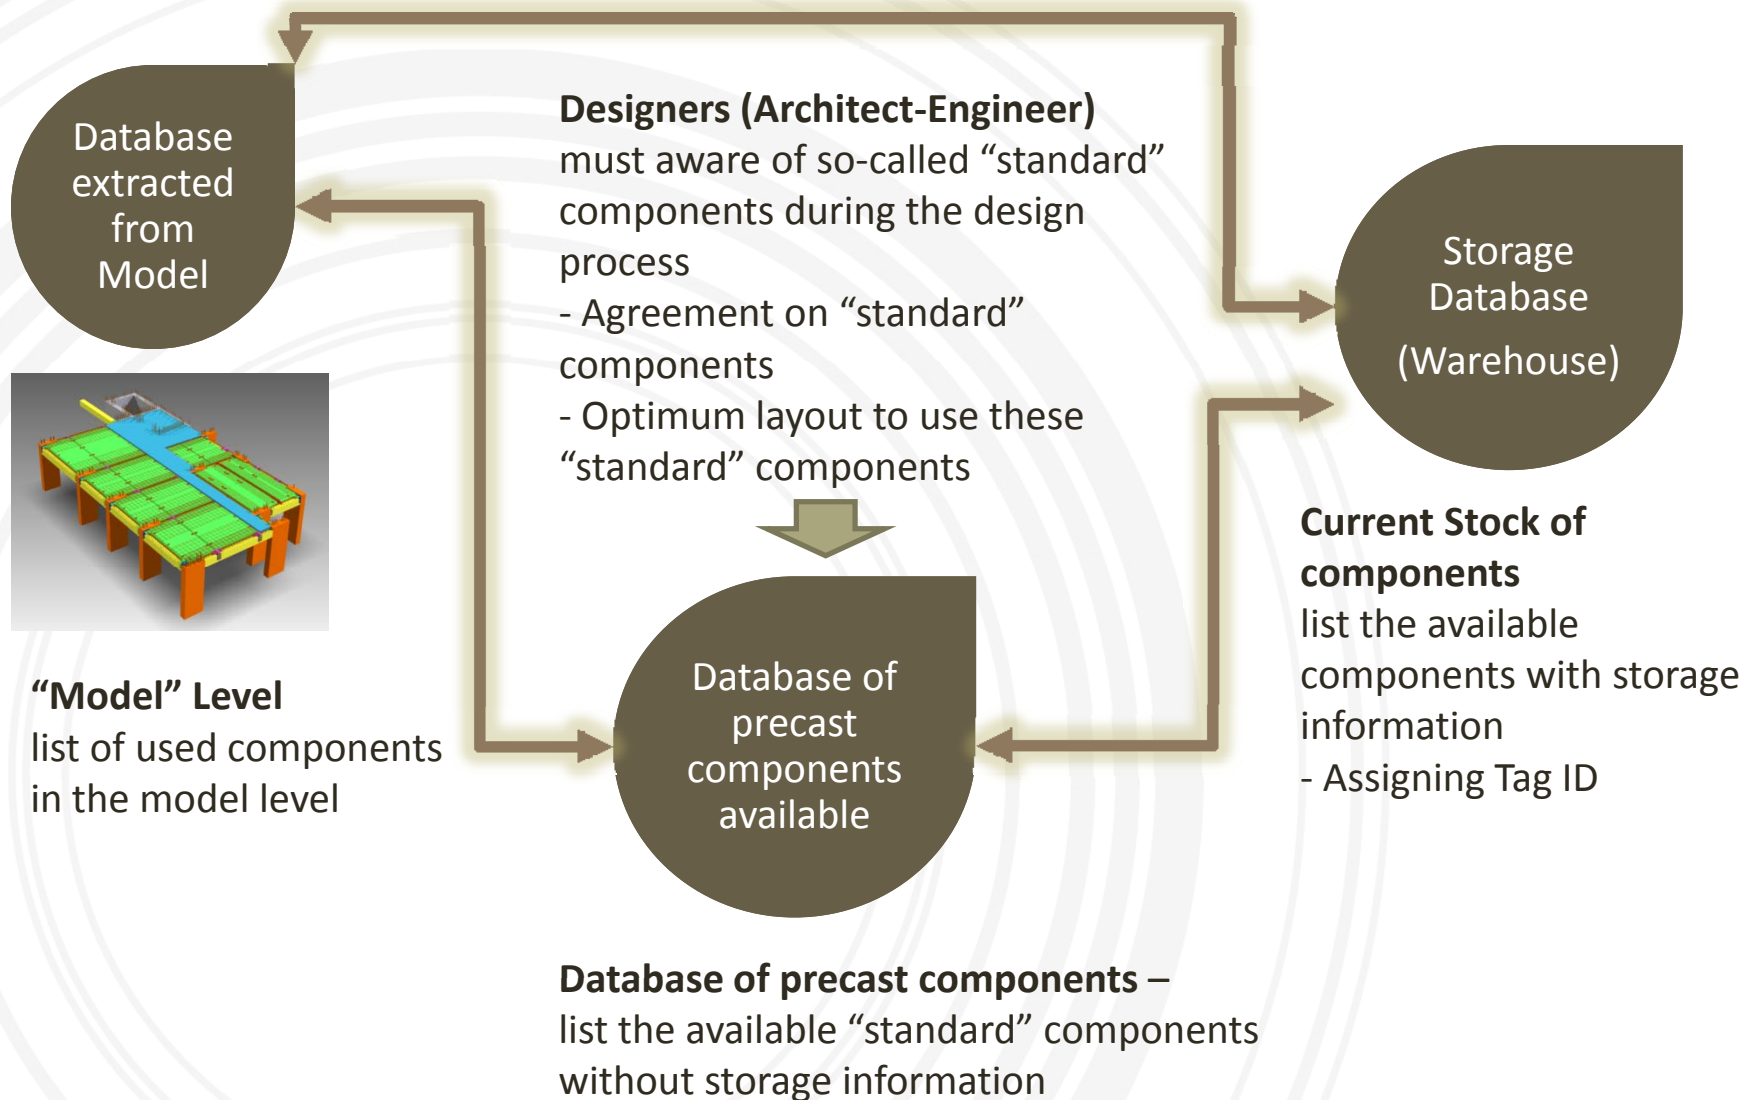 Database
extracted
from
Model
Designers (Architect-Engineer)
must aware of so-called “standard”
components during the design
process
- Agreement on “standard”
components
- Optimum layout to use these
“standard” components
Storage
Database
(Warehouse)
“Model” Level
list of used components
in the model level
Database of
precast
components
available
Current Stock of
components
list the available
components with storage
information
- Assigning Tag ID
Database of precast components –
list the available “standard” components
without storage information